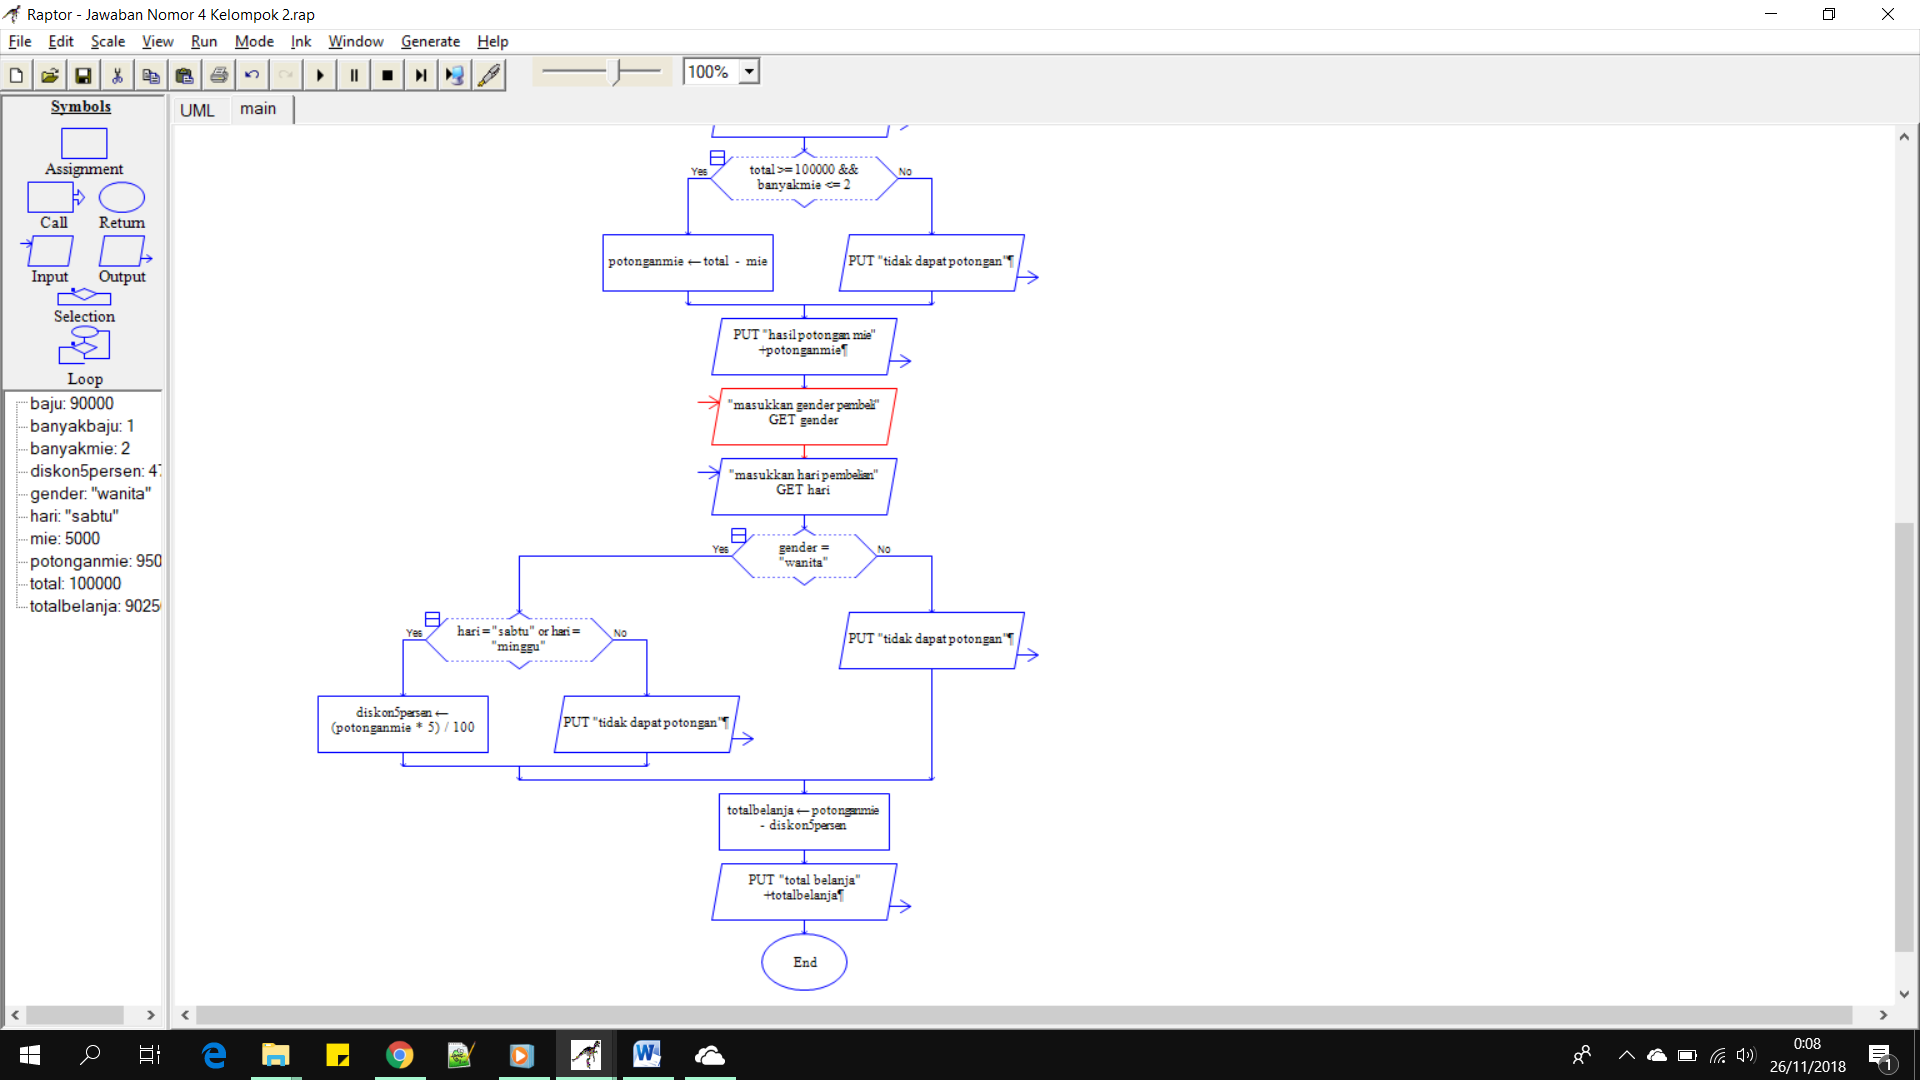 Raptor - Jawaban Nomor 4 Kelompok 2.rap
File Edit Scale View Run Mode Ink Window Generate Help
100%
Symbols
Assignment
Call Return
Input Output
Selection
Loop
UML main
baju: 90000
banyakbaju: 1
banyakmie: 2
diskon5persen: 47
gender: "wanita"
hari: "sabtu"
mie: 5000
potonganmie: 950
total: 100000
totalbelanja: 9025
Yes
total >= 100000 &&
banyakmie <= 2
No
potonganmie ← total - mie
PUT "tidak dapat potongan"¶
PUT "hasil potongan mie"
+potonganmie¶
"masukkan gender pembeli"
GET gender
"masukkan hari pembelian"
GET hari
Yes
gender =
"wanita"
No
Yes
hari = "sabtu" or hari =
"minggu"
No
PUT "tidak dapat potongan"¶
diskon5persen ←
(potonganmie * 5) / 100
PUT "tidak dapat potongan"¶
totalbelanja ← potonganmie
- diskon5persen
PUT "total belanja"
+totalbelanja¶
End
0:08
26/11/2018
1